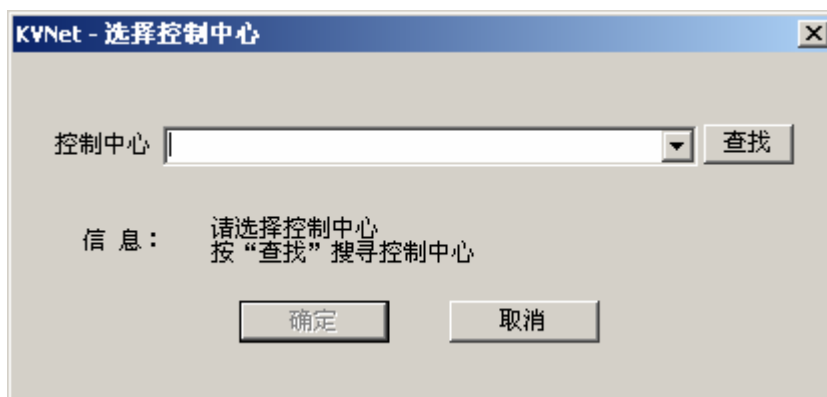 KVNet - 选择控制中心
控制中心
查找
信 息：
请选择控制中心
按“查找”搜寻控制中心
确定
取消